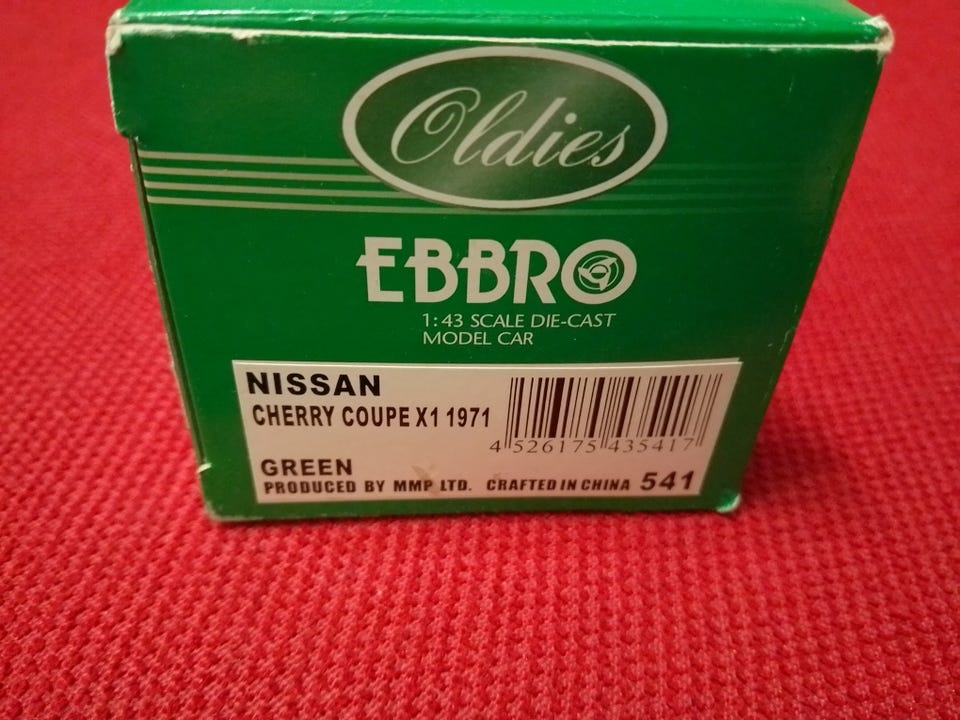 Oldies
EBBRO
1:43 SCALE DIE-CAST
MODEL CAR
NISSAN
CHERRY COUPE X1 1971
4 526175 435417
GREEN
PRODUCED BY MMP LTD. CRAFTED IN CHINA 541